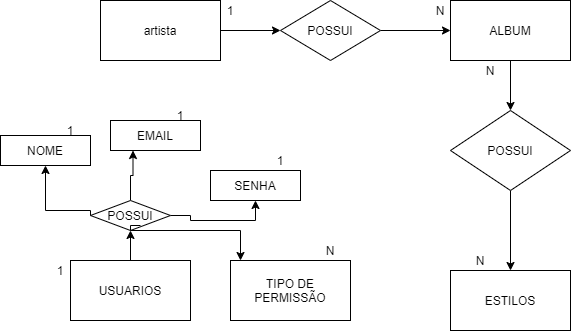 1
N
artista
POSSUI
ALBUM
N
1
EMAIL
1
NOME
1
SENHA
POSSUI
POSSUI
N
N
1
USUARIOS
TIPO DE
PERMISSÃO
ESTILOS